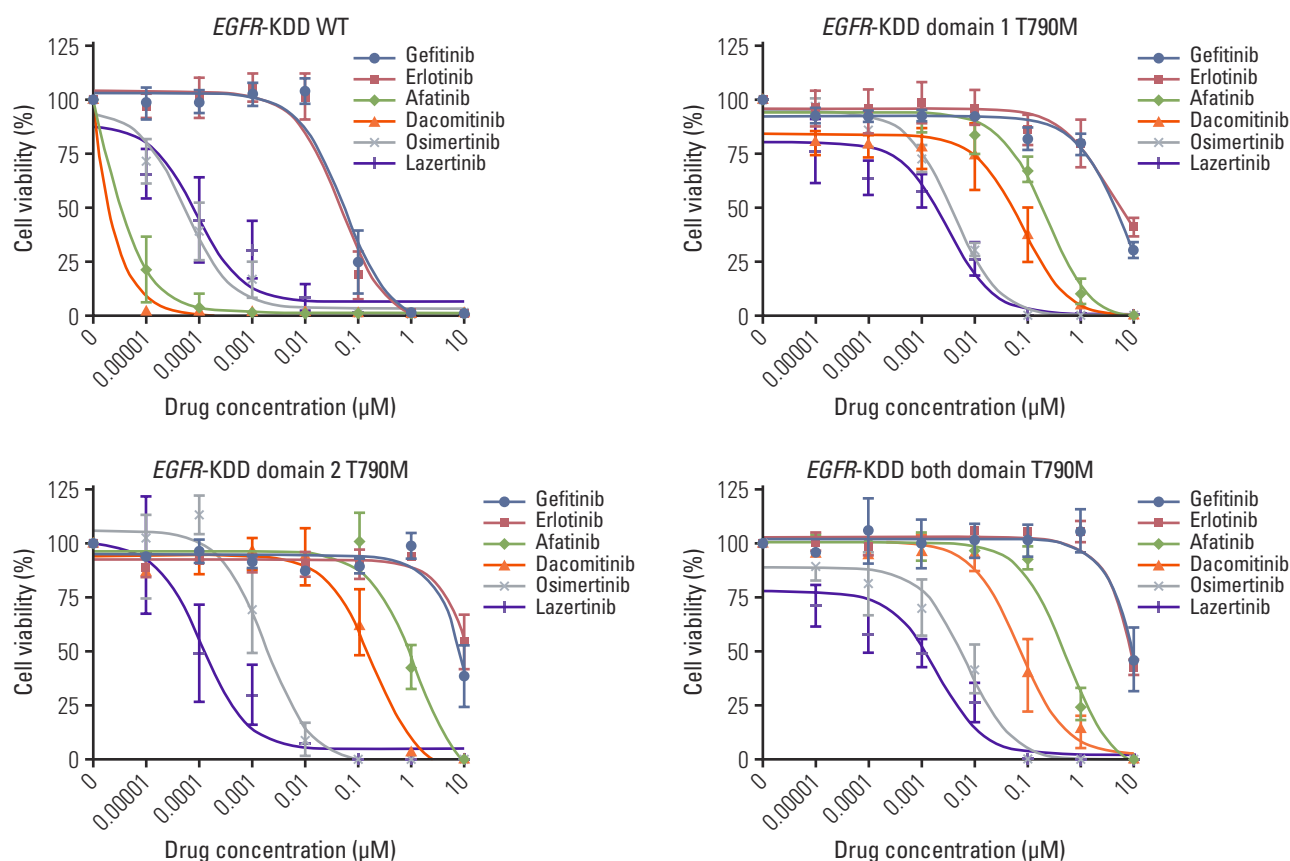 EGFR-KDD WT
125
100
75
50
25
0
Cell viability (%)
Gefitinib
Erlotinib
Afatinib
Dacomitinib
Osimertinib
Lazertinib
0 0.00001 0.0001 0.001 0.01 0.1 1 10
Drug concentration (µM)
EGFR-KDD domain 1 T790M
125
100
75
50
25
0
Cell viability (%)
Gefitinib
Erlotinib
Afatinib
Dacomitinib
Osimertinib
Lazertinib
0 0.00001 0.0001 0.001 0.01 0.1 1 10
Drug concentration (µM)
EGFR-KDD domain 2 T790M
125
100
75
50
25
0
Cell viability (%)
Gefitinib
Erlotinib
Afatinib
Dacomitinib
Osimertinib
Lazertinib
0 0.00001 0.0001 0.001 0.01 0.1 1 10
Drug concentration (µM)
EGFR-KDD both domain T790M
125
100
75
50
25
0
Cell viability (%)
Gefitinib
Erlotinib
Afatinib
Dacomitinib
Osimertinib
Lazertinib
0 0.00001 0.0001 0.001 0.01 0.1 1 10
Drug concentration (µM)